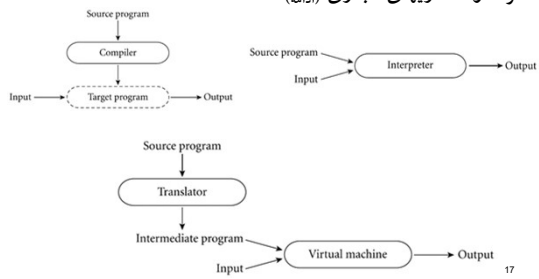 (ادامه)
Source program
Compiler
Input
Target program
Output
Source program
Input
Interpreter
Output
Source program
Translator
Intermediate program
Input
Virtual machine
Output
17